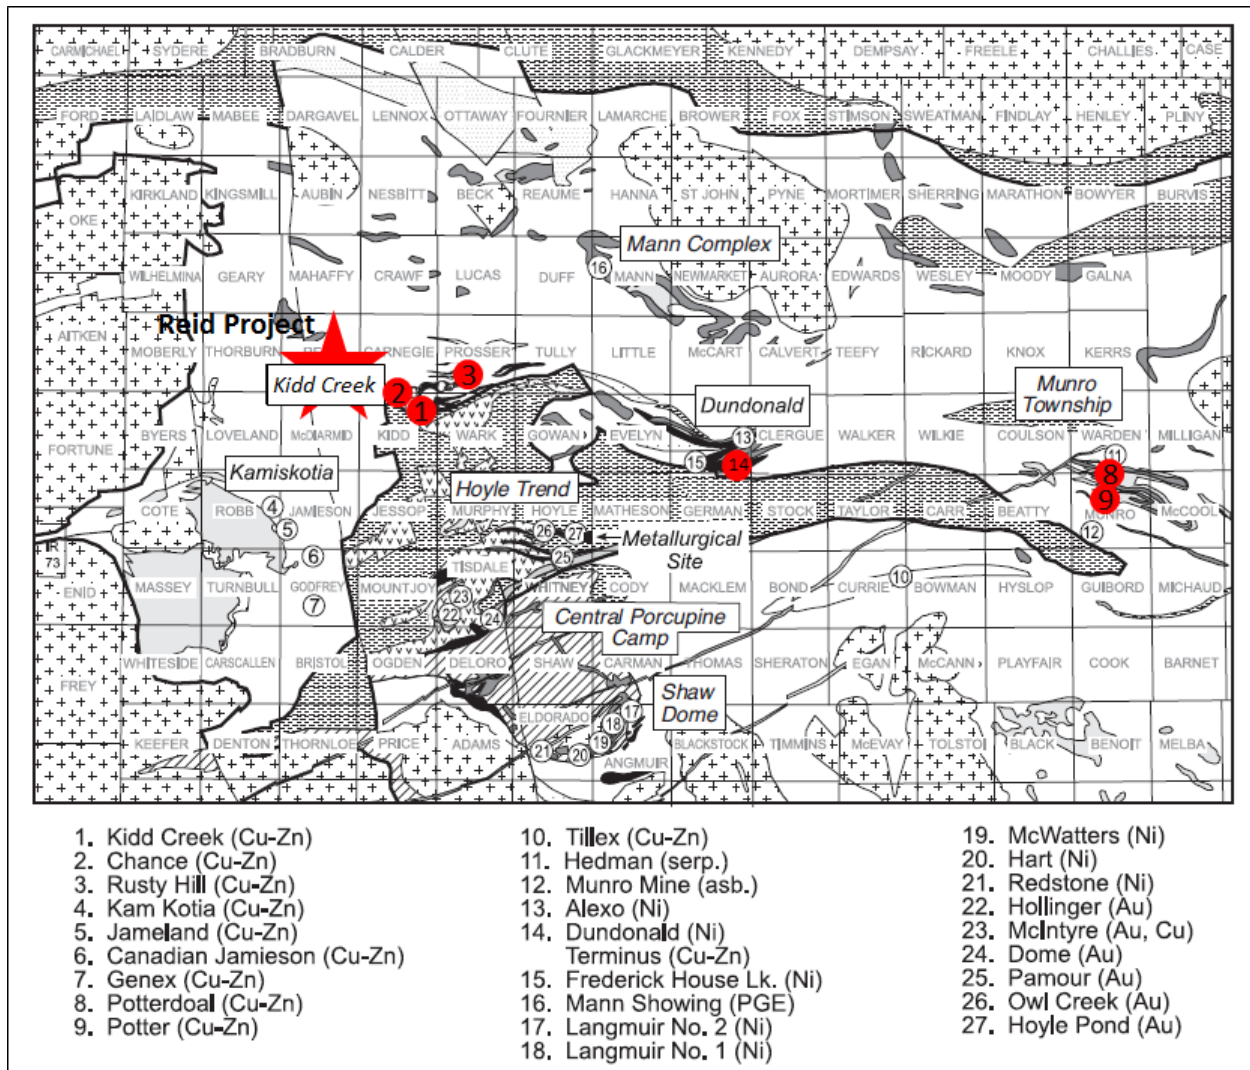 CARMICHAEL SYDERE BRADBURN CALDER CLUTE GLACKMEYER KENNEDY DEMPSAY FREELE CHALLIES CASE
FORD LAIDLAW MABEE DARGAVEL LENNOX OTTAWAY FOURNIER LAMARCHE BROWER FOX STIMSON SWEATMAN FINDLAY HENLEY PLINY
KIRKLAND KINGSMILL AUBIN NESBITT BECK REAUME HANNA ST JOHN PYNE MORTIMER SHERRING MARATHON BOWYER BURVIS
OKE
Mann Complex
WILHELMINA GEARY MAHAFFY CRAWF LUCAS DUFF 16 MANN NEWMARKET AURORA EDWARDS WESLEY MOODY GALNA
Reid Project
AITKEN
MOBERLY THORBURN CARNEGIE PROSSER TULLY LITTLE McCART CALVERT TEEFY RICKARD KNOX KERRS
Kidd Creek 2 1 3
Dundonald
Munro
Township
BYERS LOVELAND McDIARMID KIDD WARK GOWAN EVELYN 13 CLERGUE WALKER WILKIE COULSON WARDEN MILLIGAN
FORTUNE
15 14 11 8 9
Kamiskotia
Hoyle Trend
COTE ROBB 4 JAMIESON JESSOP MURPHY HOYLE MATHESON GERMAN STOCK TAYLOR CARR BEATTY MUNRO McCOOL
5 26 27 12
Metallurgical
Site
R
73
6 25
TISDALE
ENID MASSEY TURNBULL GODFREY MOUNTJOY WHITNEY CODY MACKLEM BOND CURRIE 10 BOWMAN HYSLOP GUIBORD MICHAUD
7 23 22 24
Central Porcupine
Camp
WHITESIDE CARSCALLEN BRISTOL OGDEN DELORO SHAW CARMAN THOMAS SHERATON EGAN McCANN PLAYFAIR COOK BARNET
FREY
Shaw
Dome
ELDORADO 17 18 19 20 21
KEEFER DENTON THORNLOE PRICE ADAMS BLACKSTOCK TIMMINS McEVAY TOLSTOI BLACK BENOIT MELBA
ANGMUIR
1. Kidd Creek (Cu-Zn)
2. Chance (Cu-Zn)
3. Rusty Hill (Cu-Zn)
4. Kam Kotia (Cu-Zn)
5. Jameland (Cu-Zn)
6. Canadian Jamieson (Cu-Zn)
7. Genex (Cu-Zn)
8. Potterdoal (Cu-Zn)
9. Potter (Cu-Zn)
10. Tillex (Cu-Zn)
11. Hedman (serp.)
12. Munro Mine (asb.)
13. Alexo (Ni)
14. Dundonald (Ni)
Terminus (Cu-Zn)
15. Frederick House Lk. (Ni)
16. Mann Showing (PGE)
17. Langmuir No. 2 (Ni)
18. Langmuir No. 1 (Ni)
19. McWatters (Ni)
20. Hart (Ni)
21. Redstone (Ni)
22. Hollinger (Au)
23. McIntyre (Au, Cu)
24. Dome (Au)
25. Pamour (Au)
26. Owl Creek (Au)
27. Hoyle Pond (Au)